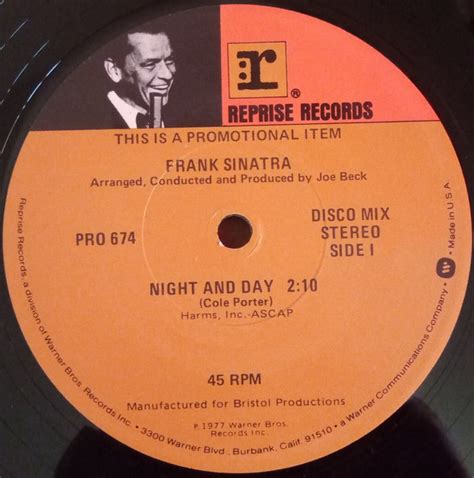 r
®
REPRISE RECORDS
THIS IS A PROMOTIONAL ITEM
FRANK SINATRA
Arranged, Conducted and Produced by Joe Beck
PRO 674
DISCO MIX
STEREO
SIDE I
NIGHT AND DAY 2:10
(Cole Porter)
Harms, Inc.-ASCAP
45 RPM
Manufactured for Bristol Productions
℗ 1977 Warner Bros.
Records Inc.
Reprise Records, a division of Warner Bros. Records Inc. • 3300 Warner Blvd., Burbank, Calif. 91510 • a Warner Communications Company • W • Made in U.S.A.